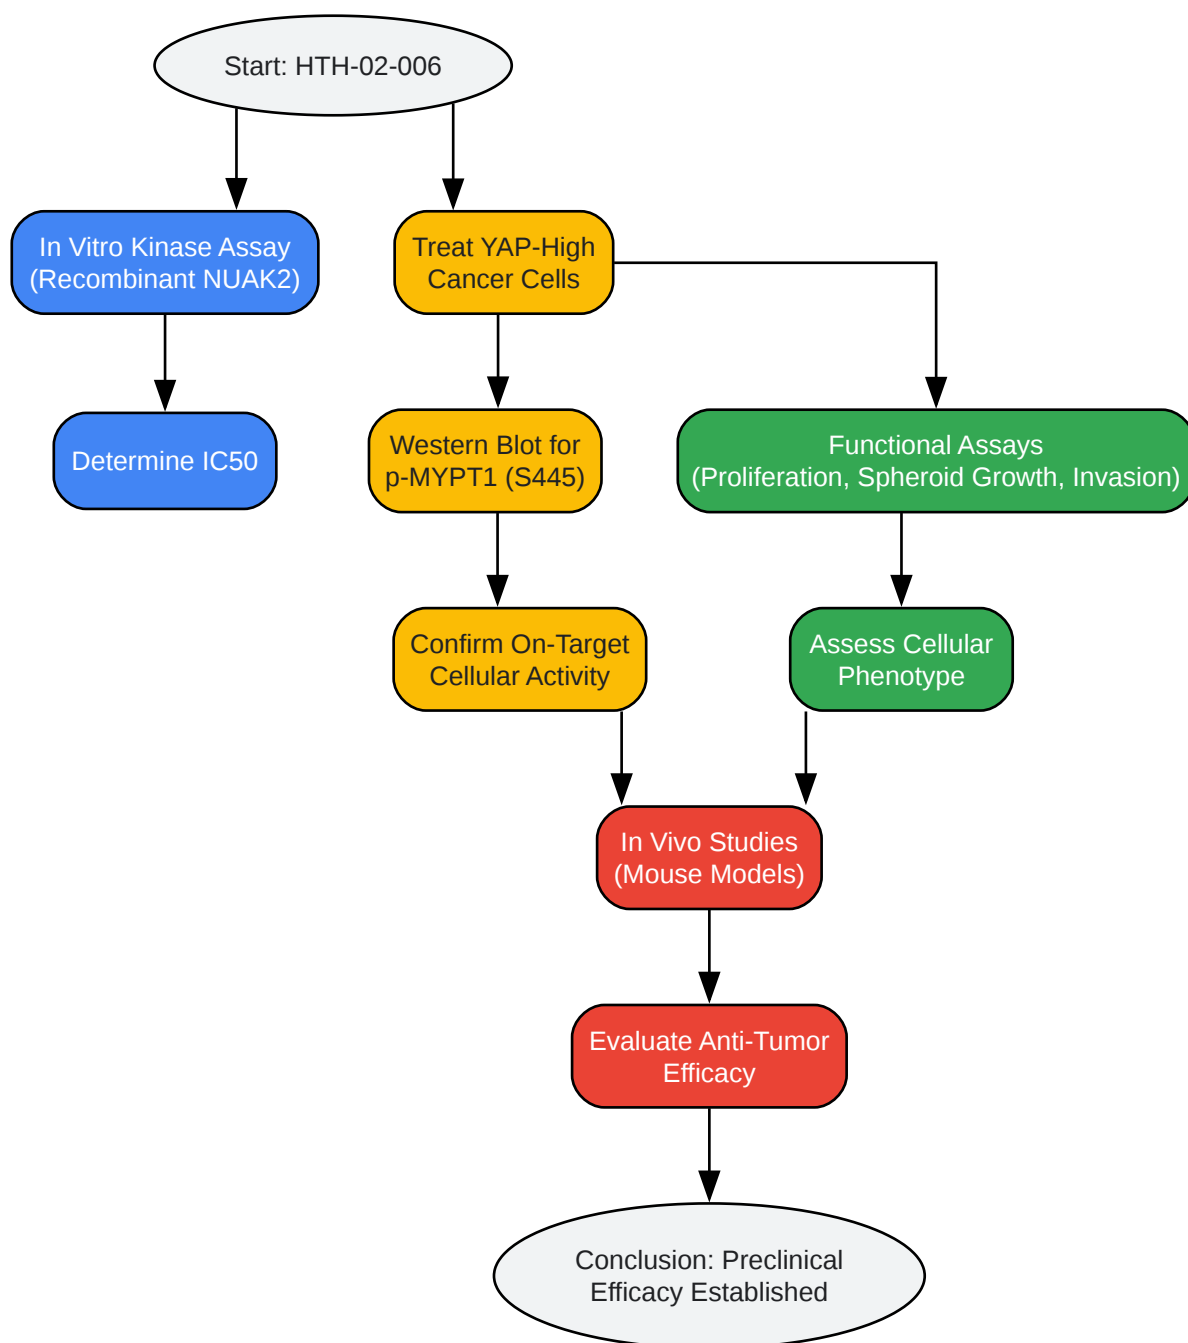 Start: HTH-02-006
In Vitro Kinase Assay
(Recombinant NUAK2)
Treat YAP-High
Cancer Cells
Determine IC50
Western Blot for
p-MYPT1 (S445)
Functional Assays
(Proliferation, Spheroid Growth, Invasion)
Confirm On-Target
Cellular Activity
Assess Cellular
Phenotype
In Vivo Studies
(Mouse Models)
Evaluate Anti-Tumor
Efficacy
Conclusion: Preclinical
Efficacy Established